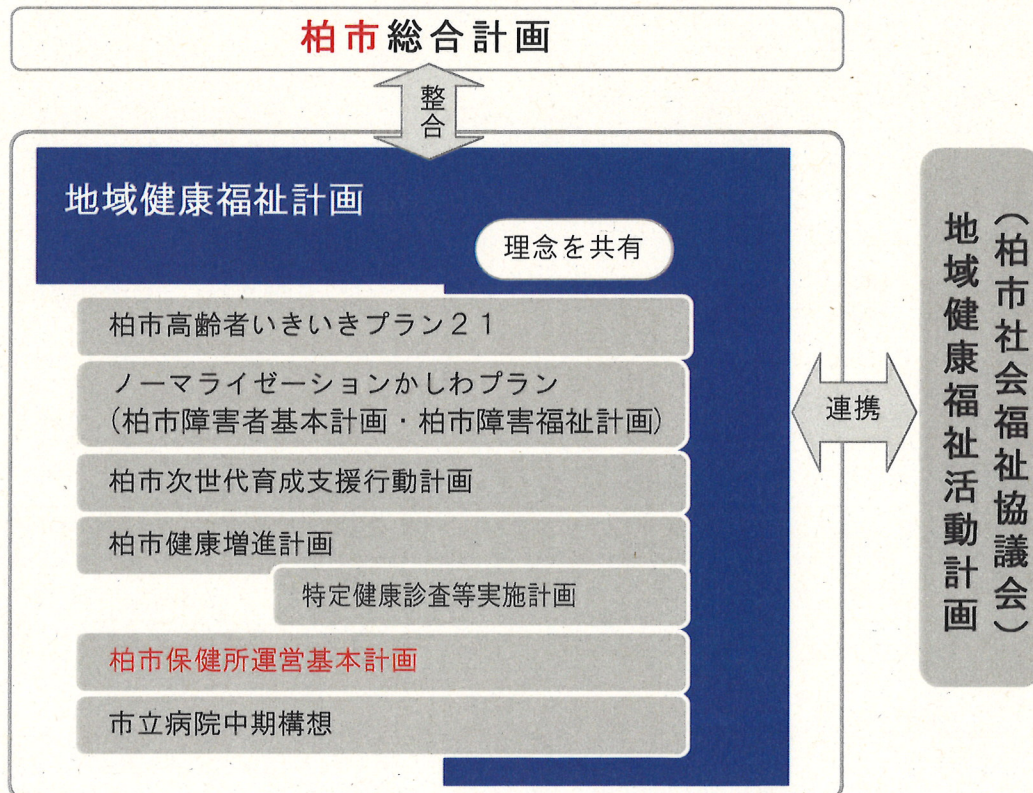 柏市総合計画
整合
地域健康福祉計画
理念を共有
柏市高齢者いきいきプラン21
ノーマライゼーションかしわプラン
(柏市障害者基本計画・柏市障害福祉計画)
柏市次世代育成支援行動計画
柏市健康増進計画
特定健康診査等実施計画
柏市保健所運営基本計画
市立病院中期構想
連携
(柏市社会福祉協議会)
地域健康福祉活動計画